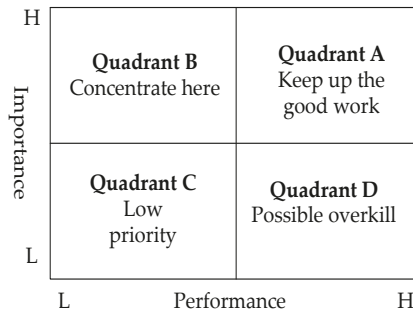 H
Quadrant B
Concentrate here
Quadrant A
Keep up the
good work
Importance
Quadrant C
Low
priority
Quadrant D
Possible overkill
L
L
Performance
H